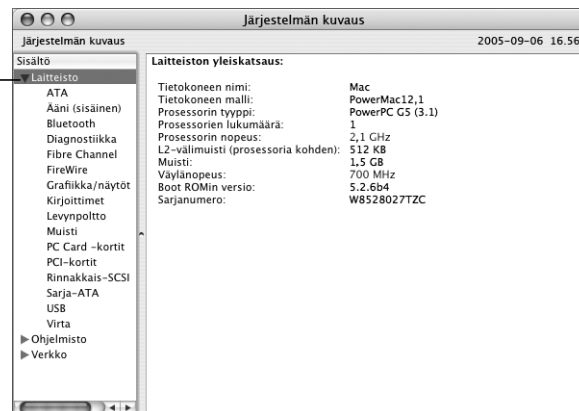 Järjestelmän kuvaus
Järjestelmän kuvaus 2005-09-06 16.56
Sisältö
Laitteisto
ATA
Ääni (sisäinen)
Bluetooth
Diagnostiikka
Fibre Channel
FireWire
Grafiikka/näytöt
Kirjoittimet
Levynpoltto
Muisti
PC Card -kortit
PCI-kortit
Rinnakkais-SCSI
Sarja-ATA
USB
Virta
Ohjelmisto
Verkko
Laitteiston yleiskatsaus:
Tietokoneen nimi: Mac
Tietokoneen malli: PowerMac12,1
Prosessorin tyyppi: PowerPC G5 (3.1)
Prosessorien lukumäärä: 1
Prosessorin nopeus: 2,1 GHz
L2-välimuisti (prosessoria kohden): 512 KB
Muisti: 1,5 GB
Väylänopeus: 700 MHz
Boot ROMin versio: 5.2.6b4
Sarjanumero: W8528027TZC